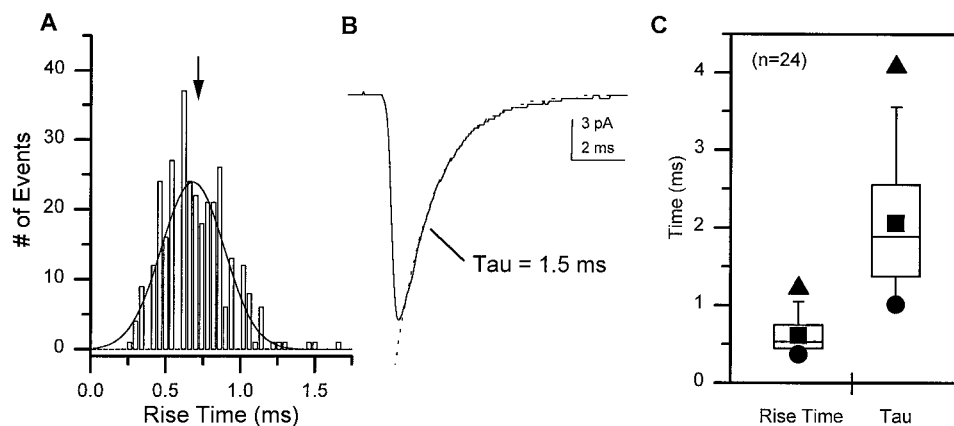 A
# of Events
40
30
20
10
0
0.0
0.5
1.0
1.5
Rise Time (ms)
B
3 pA
2 ms
Tau = 1.5 ms
C
(n=24)
Time (ms)
4
3
2
1
0
Rise Time
Tau